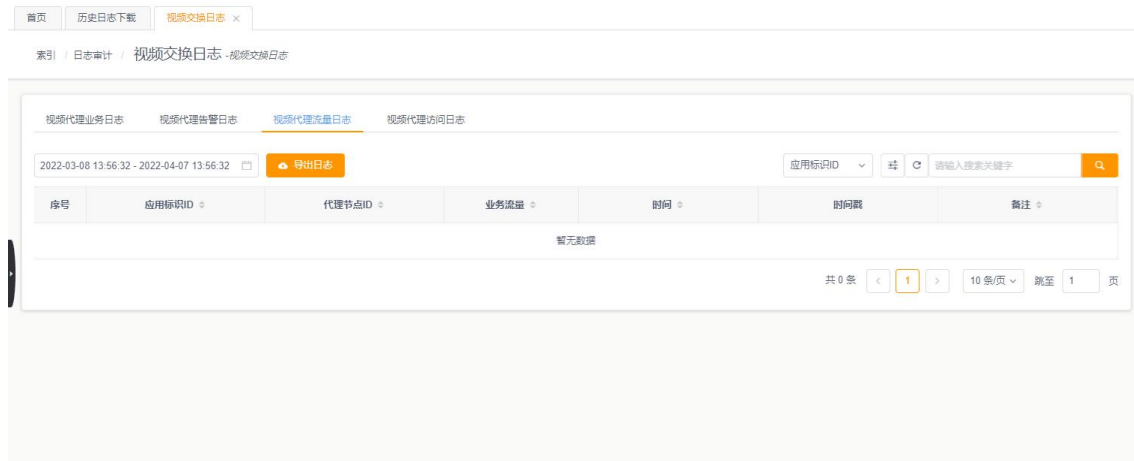 首页 历史日志下载 视频交换日志 ×
索引 / 日志审计 / 视频交换日志 -视频交换日志
视频代理业务日志 视频代理告警日志 视频代理流量日志 视频代理访问日志
2022-03-08 13:56:32 - 2022-04-07 13:56:32 导出日志 应用标识ID 请输入搜索关键字
序号 应用标识ID 代理节点ID 业务流量 时间 时间戳 备注
暂无数据
共 0 条 < 1 > 10 条/页 跳至 1 页